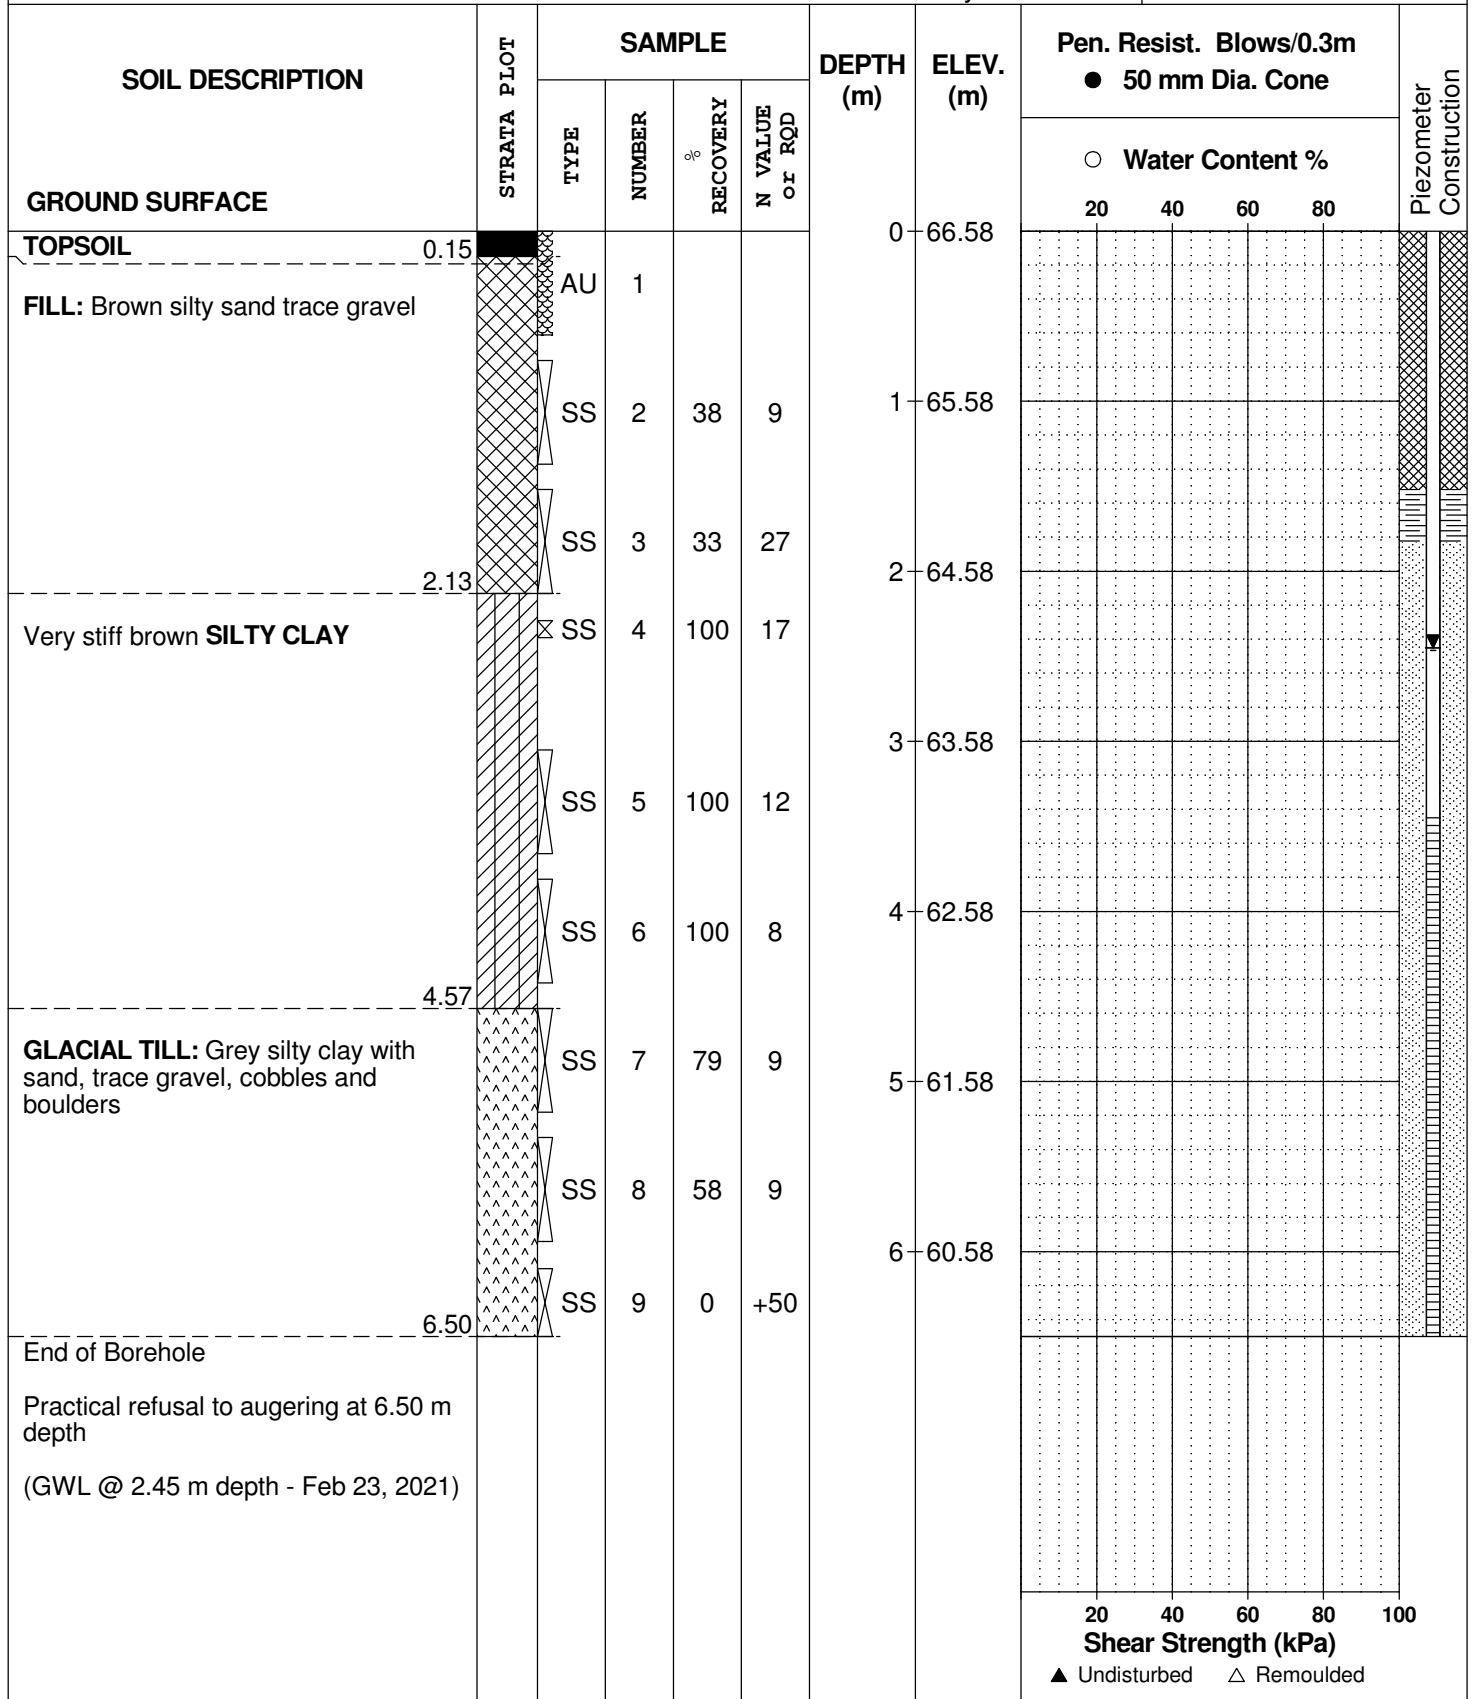 SOIL DESCRIPTION
GROUND SURFACE
STRATA PLOT
SAMPLE
TYPE
NUMBER
%
RECOVERY
N VALUE
or RQD
DEPTH
(m)
ELEV.
(m)
Pen. Resist. Blows/0.3m
● 50 mm Dia. Cone
○ Water Content %
20 40 60 80
Piezometer
Construction
TOPSOIL 0.15
FILL: Brown silty sand trace gravel
2.13
Very stiff brown SILTY CLAY
4.57
GLACIAL TILL: Grey silty clay with
sand, trace gravel, cobbles and
boulders
6.50
End of Borehole
Practical refusal to augering at 6.50 m
depth
(GWL @ 2.45 m depth - Feb 23, 2021)
AU 1
SS 2 38 9
SS 3 33 27
SS 4 100 17
SS 5 100 12
SS 6 100 8
SS 7 79 9
SS 8 58 9
SS 9 0 +50
0 66.58
1 65.58
2 64.58
3 63.58
4 62.58
5 61.58
6 60.58
20 40 60 80 100
Shear Strength (kPa)
▲ Undisturbed △ Remoulded